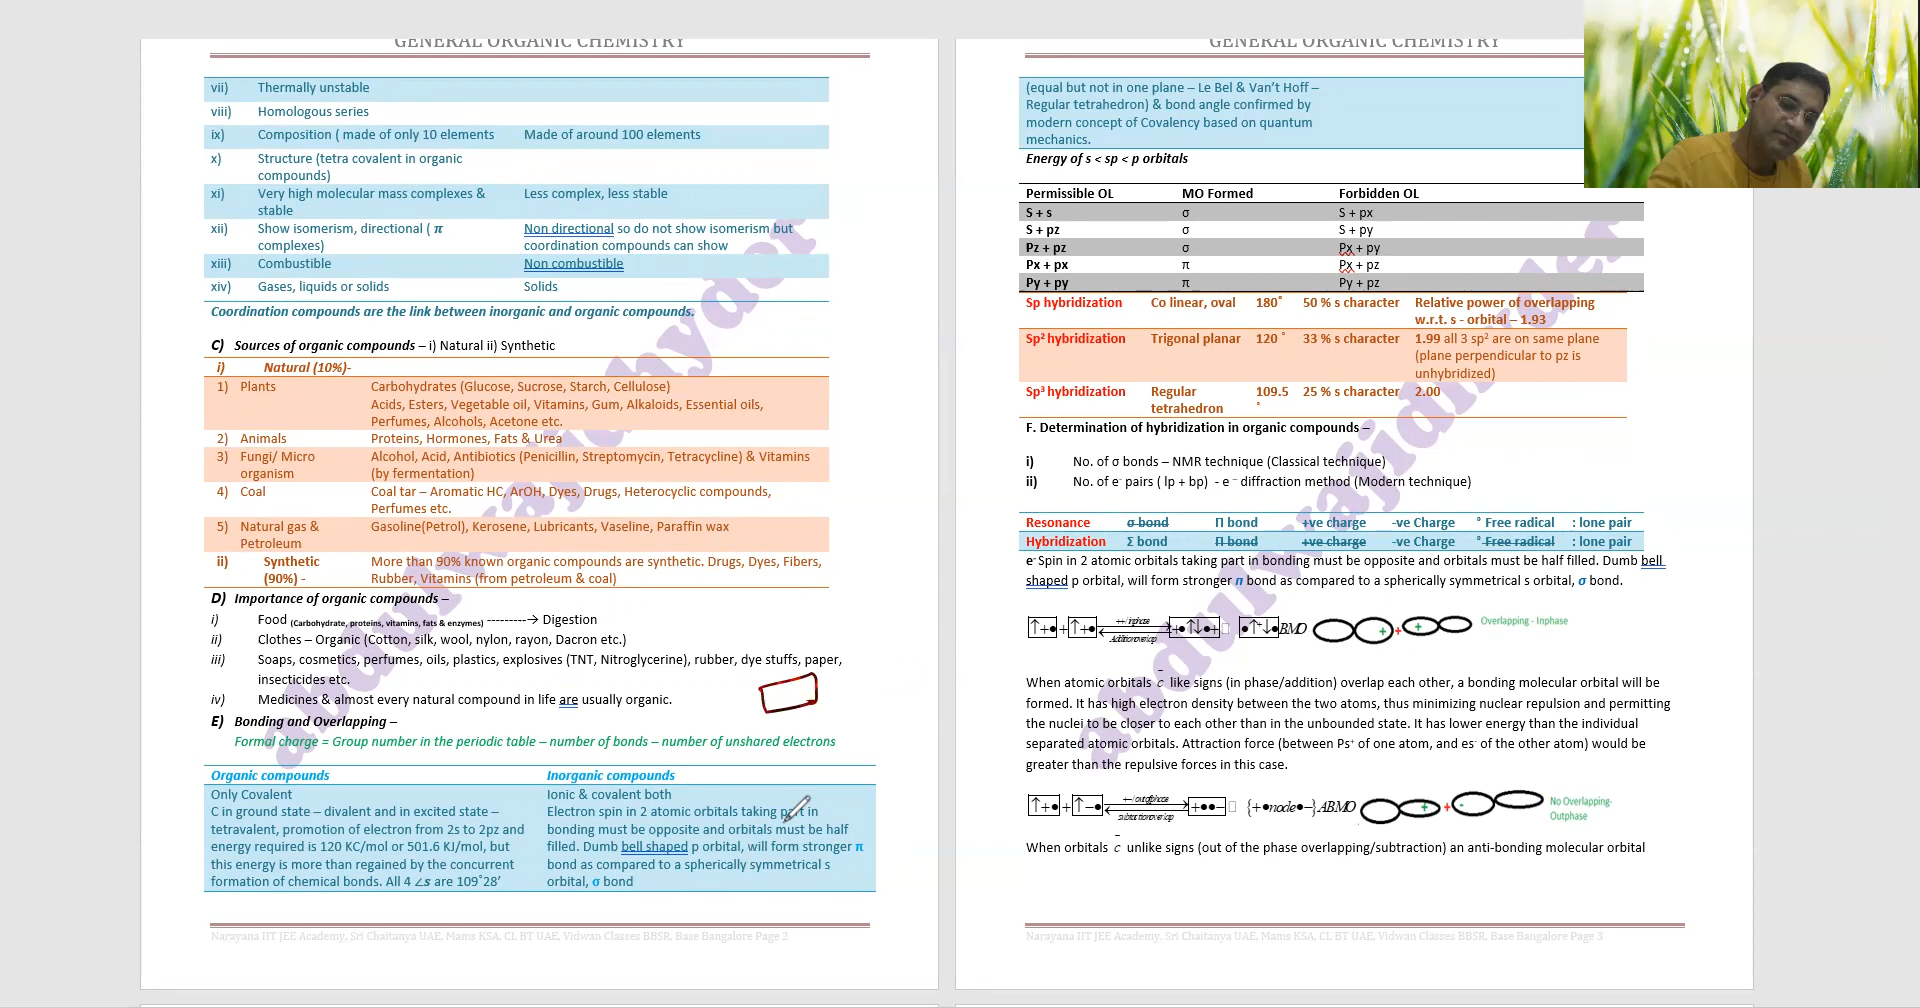 GENERAL ORGANIC CHEMISTRY
vii) Thermally unstable
viii) Homologous series
ix) Composition ( made of only 10 elements Made of around 100 elements
x) Structure (tetra covalent in organic
compounds)
xi) Very high molecular mass complexes & Less complex, less stable
stable
xii) Show isomerism, directional ( π Non directional so do not show isomerism but
complexes) coordination compounds can show
xiii) Combustible Non combustible
xiv) Gases, liquids or solids Solids
Coordination compounds are the link between inorganic and organic compounds.
C) Sources of organic compounds – i) Natural ii) Synthetic
i) Natural (10%)-
1) Plants Carbohydrates (Glucose, Sucrose, Starch, Cellulose)
Acids, Esters, Vegetable oil, Vitamins, Gum, Alkaloids, Essential oils,
Perfumes, Alcohols, Acetone etc.
2) Animals Proteins, Hormones, Fats & Urea
3) Fungi/ Micro Alcohol, Acid, Antibiotics (Penicillin, Streptomycin, Tetracycline) & Vitamins
organism (by fermentation)
4) Coal Coal tar – Aromatic HC, ArOH, Dyes, Drugs, Heterocyclic compounds,
Perfumes etc.
5) Natural gas & Gasoline(Petrol), Kerosene, Lubricants, Vaseline, Paraffin wax
Petroleum
ii) Synthetic More than 90% known organic compounds are synthetic. Drugs, Dyes, Fibers,
(90%) - Rubber, Vitamins (from petroleum & coal)
D) Importance of organic compounds –
i) Food (Carbohydrate, proteins, vitamins, fats & enzymes) ---------→ Digestion
ii) Clothes – Organic (Cotton, silk, wool, nylon, rayon, Dacron etc.)
iii) Soaps, cosmetics, perfumes, oils, plastics, explosives (TNT, Nitroglycerine), rubber, dye stuffs, paper,
insecticides etc.
iv) Medicines & almost every natural compound in life are usually organic.
E) Bonding and Overlapping –
Formal charge = Group number in the periodic table – number of bonds – number of unshared electrons
Organic compounds Inorganic compounds
Only Covalent Ionic & covalent both
C in ground state – divalent and in excited state – Electron spin in 2 atomic orbitals taking part in
tetravalent, promotion of electron from 2s to 2pz and bonding must be opposite and orbitals must be half
energy required is 120 KC/mol or 501.6 KJ/mol, but filled. Dumb bell shaped p orbital, will form stronger π
this energy is more than regained by the concurrent bond as compared to a spherically symmetrical s
formation of chemical bonds. All 4 ∠s are 109°28’ orbital, σ bond
Narayana IIT JEE Academy, Sri Chaitanya UAE, Mams KSA, CL BT UAE, Vidwan Classes BBSR, Base Bangalore Page 2
GENERAL ORGANIC CHEMISTRY
(equal but not in one plane – Le Bel & Van’t Hoff –
Regular tetrahedron) & bond angle confirmed by
modern concept of Covalency based on quantum
mechanics.
Energy of s < sp < p orbitals
Permissible OL MO Formed Forbidden OL
S + s σ S + px
S + pz σ S + py
Pz + pz σ Px + py
Px + px π Px + pz
Py + py π Py + pz
Sp hybridization Co linear, oval 180° 50 % s character Relative power of overlapping
w.r.t. s - orbital – 1.93
Sp² hybridization Trigonal planar 120 ° 33 % s character 1.99 all 3 sp² are on same plane
(plane perpendicular to pz is
unhybridized)
Sp³ hybridization Regular 109.5 25 % s character 2.00
tetrahedron °
F. Determination of hybridization in organic compounds –
i) No. of σ bonds – NMR technique (Classical technique)
ii) No. of e⁻ pairs ( lp + bp) - e⁻ diffraction method (Modern technique)
Resonance σ bond Π bond +ve charge -ve Charge ° Free radical : lone pair
Hybridization Σ bond Π bond +ve charge -ve Charge ° Free radical : lone pair
e⁻ Spin in 2 atomic orbitals taking part in bonding must be opposite and orbitals must be half filled. Dumb bell
shaped p orbital, will form stronger π bond as compared to a spherically symmetrical s orbital, σ bond.
BMO Overlapping - Inphase
When atomic orbitals c̄ like signs (in phase/addition) overlap each other, a bonding molecular orbital will be
formed. It has high electron density between the two atoms, thus minimizing nuclear repulsion and permitting
the nuclei to be closer to each other than in the unbounded state. It has lower energy than the individual
separated atomic orbitals. Attraction force (between Ps⁺ of one atom, and es⁻ of the other atom) would be
greater than the repulsive forces in this case.
{+●node●−}ABMO No Overlapping-
Outphase
When orbitals c̄ unlike signs (out of the phase overlapping/subtraction) an anti-bonding molecular orbital
Narayana IIT JEE Academy, Sri Chaitanya UAE, Mams KSA, CL BT UAE, Vidwan Classes BBSR, Base Bangalore Page 3